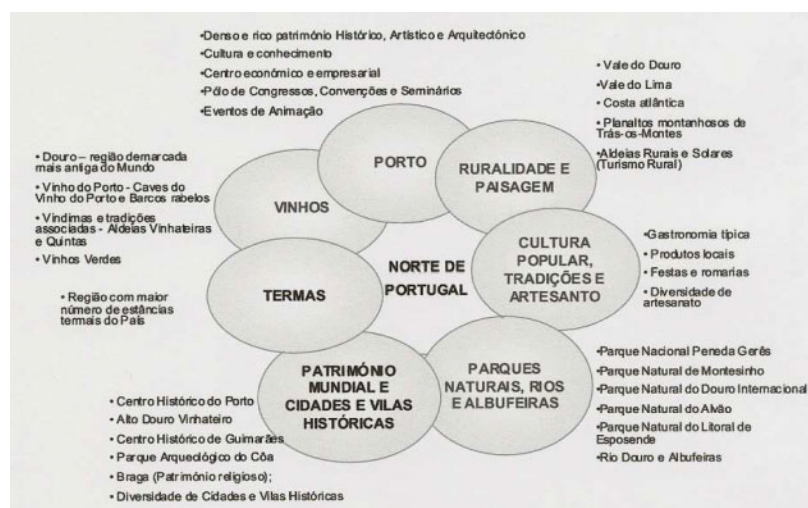 •Denso e rico património Histórico, Artístico e Arquitectónico
•Cultura e conhecimento
•Centro económico e empresarial
•Pólo de Congressos, Convenções e Seminários
•Eventos de Animação
PORTO
• Vale do Douro
•Vale do Lima
• Costa atlântica
• Planaltos montanhosos de
Trás-os-Montes
•Aldeias Rurais e Solares
(Turismo Rural)
RURALIDADE E
PAISAGEM
• Douro – região demarcada
mais antiga do Mundo
• Vinho do Porto - Caves do
Vinho do Porto e Barcos rabelos
• Vindimas e tradições
associadas - Aldeias Vinhateiras
e Quintas
• Vinhos Verdes
VINHOS
CULTURA
POPULAR,
TRADIÇÕES E
ARTESANTO
•Gastronomia típica
• Produtos locais
• Festas e romarias
• Diversidade de
artesanato
NORTE DE
PORTUGAL
TERMAS
• Região com maior
número de estâncias
termais do País
PATRIMÓNIO
MUNDIAL E
CIDADES E VILAS
HISTÓRICAS
• Centro Histórico do Porto
• Alto Douro Vinhateiro
• Centro Histórico de Guimarães
• Parque Arqueológico do Côa
• Braga (Património religioso);
• Diversidade de Cidades e Vilas Históricas
PARQUES
NATURAIS, RIOS
E ALBUFEIRAS
•Parque Nacional Peneda Gerês
•Parque Natural de Montesinho
•Parque Natural do Douro Internacional
•Parque Natural do Alvão
•Parque Natural do Litoral de
Esposende
•Rio Douro e Albufeiras